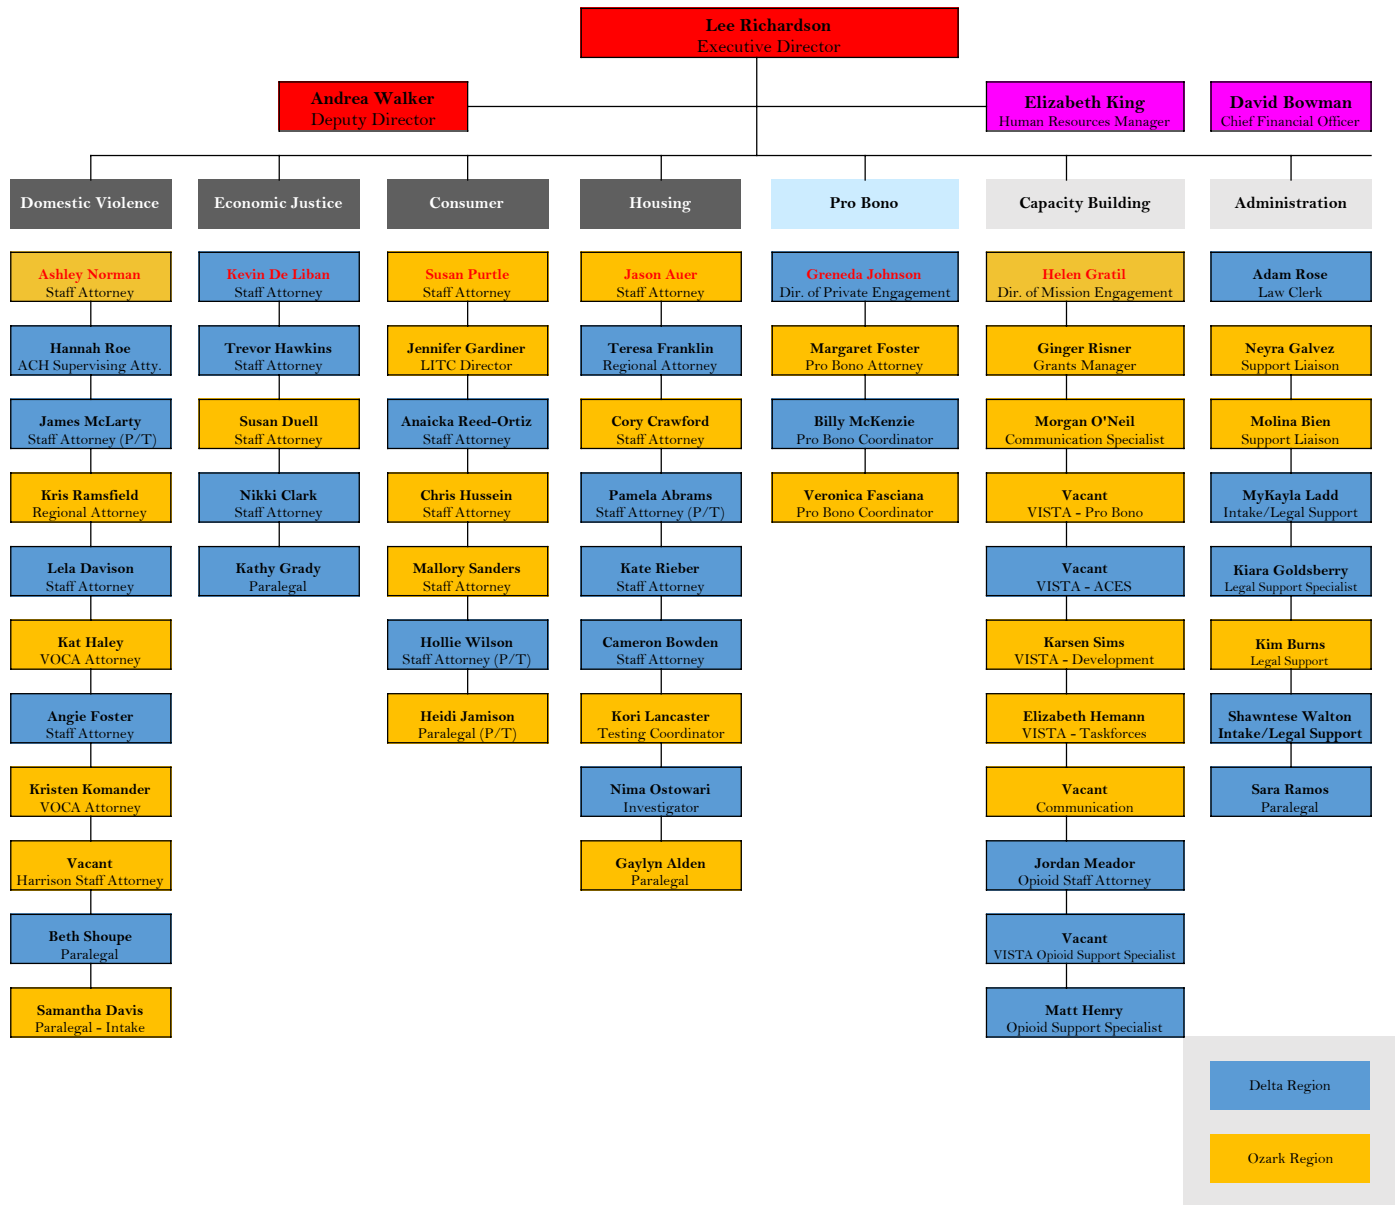 Lee Richardson
Executive Director
Andrea Walker
Deputy Director
Elizabeth King
Human Resources Manager
David Bowman
Chief Financial Officer
Domestic Violence
Ashley Norman
Staff Attorney
Hannah Roe
ACH Supervising Atty.
James McLarty
Staff Attorney (P/T)
Kris Ramsfield
Regional Attorney
Lela Davison
Staff Attorney
Kat Haley
VOCA Attorney
Angie Foster
Staff Attorney
Kristen Komander
VOCA Attorney
Vacant
Harrison Staff Attorney
Beth Shoupe
Paralegal
Samantha Davis
Paralegal - Intake
Economic Justice
Kevin De Liban
Staff Attorney
Trevor Hawkins
Staff Attorney
Susan Duell
Staff Attorney
Nikki Clark
Staff Attorney
Kathy Grady
Paralegal
Consumer
Susan Purtle
Staff Attorney
Jennifer Gardiner
LITC Director
Anaicka Reed-Ortiz
Staff Attorney
Chris Hussein
Staff Attorney
Mallory Sanders
Staff Attorney
Hollie Wilson
Staff Attorney (P/T)
Heidi Jamison
Paralegal (P/T)
Housing
Jason Auer
Staff Attorney
Teresa Franklin
Regional Attorney
Cory Crawford
Staff Attorney
Pamela Abrams
Staff Attorney (P/T)
Kate Rieber
Staff Attorney
Cameron Bowden
Staff Attorney
Kori Lancaster
Testing Coordinator
Nima Ostowari
Investigator
Gaylyn Alden
Paralegal
Pro Bono
Greneda Johnson
Dir. of Private Engagement
Margaret Foster
Pro Bono Attorney
Billy McKenzie
Pro Bono Coordinator
Veronica Fasciana
Pro Bono Coordinator
Capacity Building
Helen Gratil
Dir. of Mission Engagement
Ginger Risner
Grants Manager
Morgan O'Neil
Communication Specialist
Vacant
VISTA - Pro Bono
Vacant
VISTA - ACES
Karsen Sims
VISTA - Development
Elizabeth Hemann
VISTA - Taskforces
Vacant
Communication
Jordan Meador
Opioid Staff Attorney
Vacant
VISTA Opioid Support Specialist
Matt Henry
Opioid Support Specialist
Administration
Adam Rose
Law Clerk
Neyra Galvez
Support Liaison
Molina Bien
Support Liaison
MyKayla Ladd
Intake/Legal Support
Kiara Goldsberry
Legal Support Specialist
Kim Burns
Legal Support
Shawntese Walton
Intake/Legal Support
Sara Ramos
Paralegal
Delta Region
Ozark Region